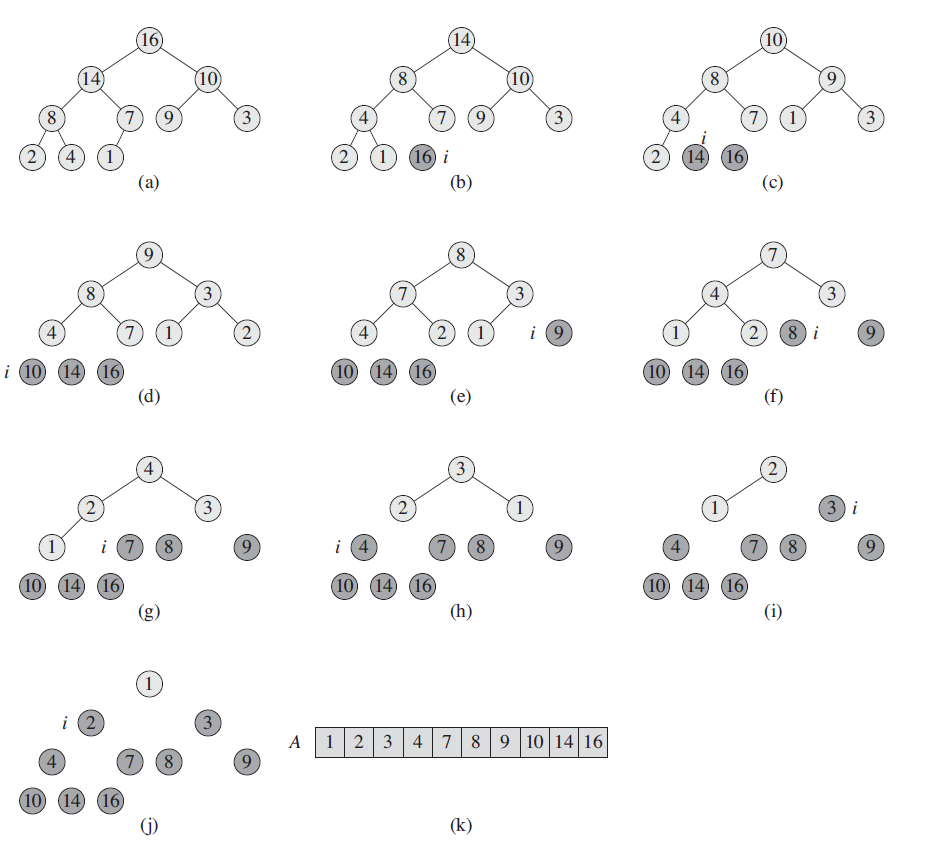 16 14 10
14 10 8 10 8 9
8 7 9 3 4 7 9 3 4 7 1 3
i
2 4 1 2 1 16 i 2 14 16
(a) (b) (c)
9 8 7
8 3 7 3 4 3
4 7 1 2 4 2 1 i 9 1 2 8 i 9
i 10 14 16 10 14 16 10 14 16
(d) (e) (f)
4 3 2
2 3 2 1 1 3 i
1 i 7 8 9 i 4 7 8 9 4 7 8 9
10 14 16 10 14 16 10 14 16
(g) (h) (i)
1
i 2 3
A 1 2 3 4 7 8 9 10 14 16
4 7 8 9
10 14 16
(j) (k)